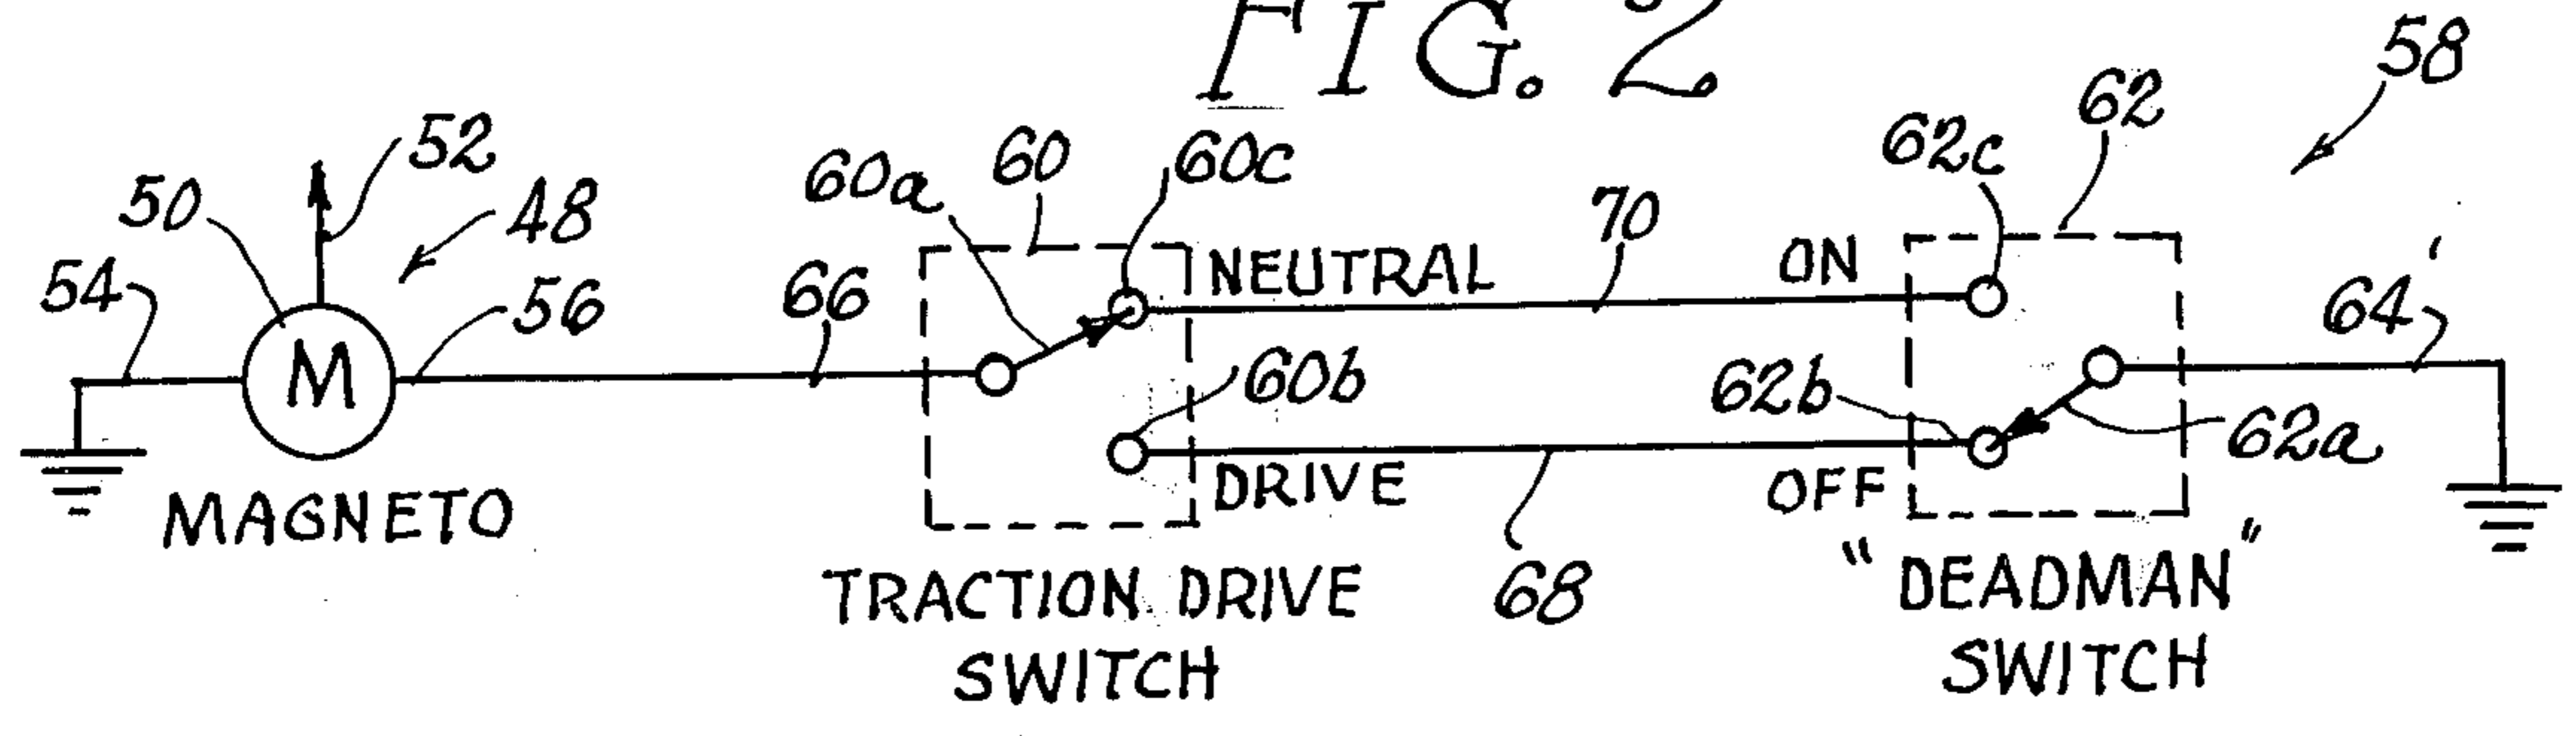 FIG. 2
58
62
52
60
60c
62c
60a
50
48
70
NEUTRAL
ON
54
56
66
64
60b
62b
M
62a
DRIVE
OFF
MAGNETO
68
TRACTION DRIVE
SWITCH
"DEADMAN"
SWITCH